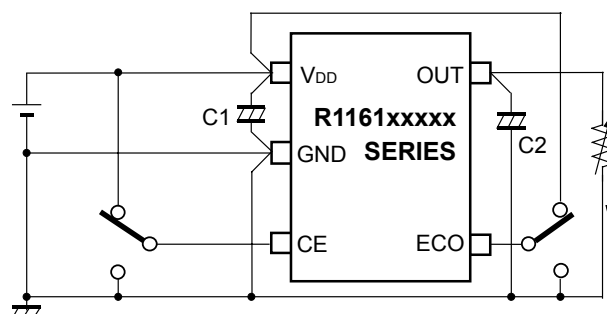 VDD OUT
C1 R1161xxxxx C2
GND SERIES
CE ECO